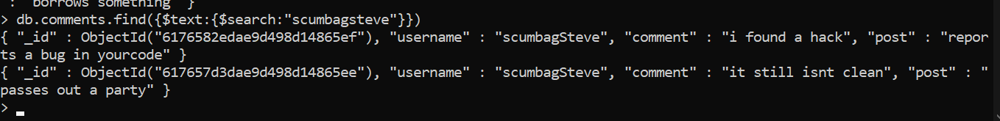 : "borrows something" }
> db.comments.find({$text:{$search:"scumbagsteve"}})
{ "_id" : ObjectId("6176582edae9d498d14865ef"), "username" : "scumbagSteve", "comment" : "i found a hack", "post" : "repor
ts a bug in yourcode" }
{ "_id" : ObjectId("617657d3dae9d498d14865ee"), "username" : "scumbagSteve", "comment" : "it still isnt clean", "post" : "
passes out a party" }
>